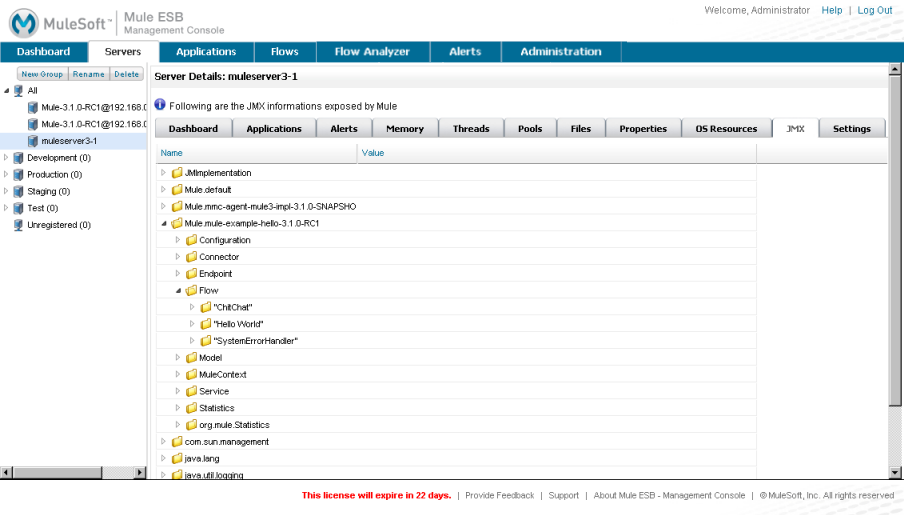 Welcome, Administrator Help | Log Out
MuleSoft™ Mule ESB
Management Console
Dashboard Servers Applications Flows Flow Analyzer Alerts Administration
New Group Rename Delete
All
Mule-3.1.0-RC1@192.168.0
Mule-3.1.0-RC1@192.168.0
muleserver3-1
Development (0)
Production (0)
Staging (0)
Test (0)
Unregistered (0)
Server Details: muleserver3-1
Following are the JMX informations exposed by Mule
Dashboard Applications Alerts Memory Threads Pools Files Properties OS Resources JMX Settings
Name Value
JMImplementation
Mule.default
Mule.mmc-agent-mule3-impl-3.1.0-SNAPSHO
Mule.mule-example-hello-3.1.0-RC1
Configuration
Connector
Endpoint
Flow
"ChitChat"
"Hello World"
"SystemErrorHandler"
Model
MuleContext
Service
Statistics
org.mule.Statistics
com.sun.management
java.lang
java.util.logging
This license will expire in 22 days. | Provide Feedback | Support | About Mule ESB - Management Console | © MuleSoft, Inc. All rights reserved